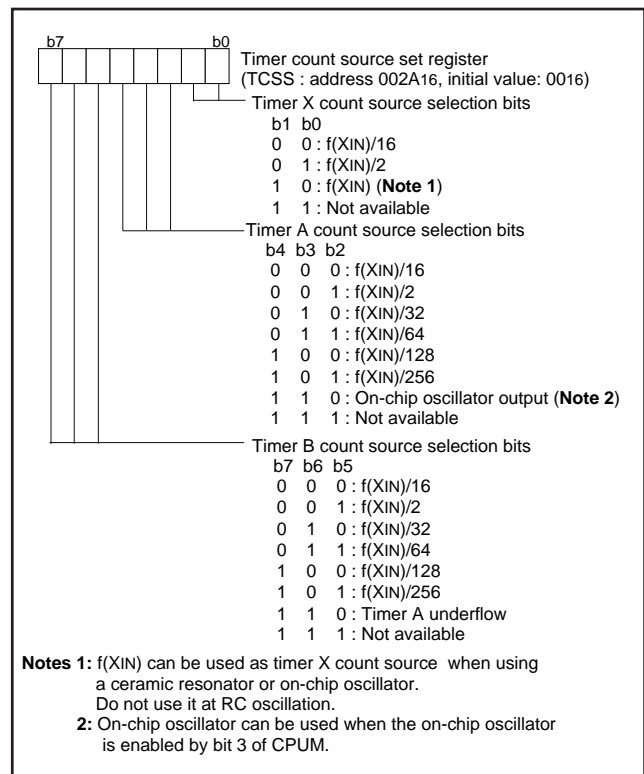 b7 b0
Timer count source set register
(TCSS : address 002A16, initial value: 0016)
Timer X count source selection bits
b1 b0
0 0 : f(XIN)/16
0 1 : f(XIN)/2
1 0 : f(XIN) (Note 1)
1 1 : Not available
Timer A count source selection bits
b4 b3 b2
0 0 0 : f(XIN)/16
0 0 1 : f(XIN)/2
0 1 0 : f(XIN)/32
0 1 1 : f(XIN)/64
1 0 0 : f(XIN)/128
1 0 1 : f(XIN)/256
1 1 0 : On-chip oscillator output (Note 2)
1 1 1 : Not available
Timer B count source selection bits
b7 b6 b5
0 0 0 : f(XIN)/16
0 0 1 : f(XIN)/2
0 1 0 : f(XIN)/32
0 1 1 : f(XIN)/64
1 0 0 : f(XIN)/128
1 0 1 : f(XIN)/256
1 1 0 : Timer A underflow
1 1 1 : Not available
Notes 1: f(XIN) can be used as timer X count source when using
a ceramic resonator or on-chip oscillator.
Do not use it at RC oscillation.
2: On-chip oscillator can be used when the on-chip oscillator
is enabled by bit 3 of CPUM.